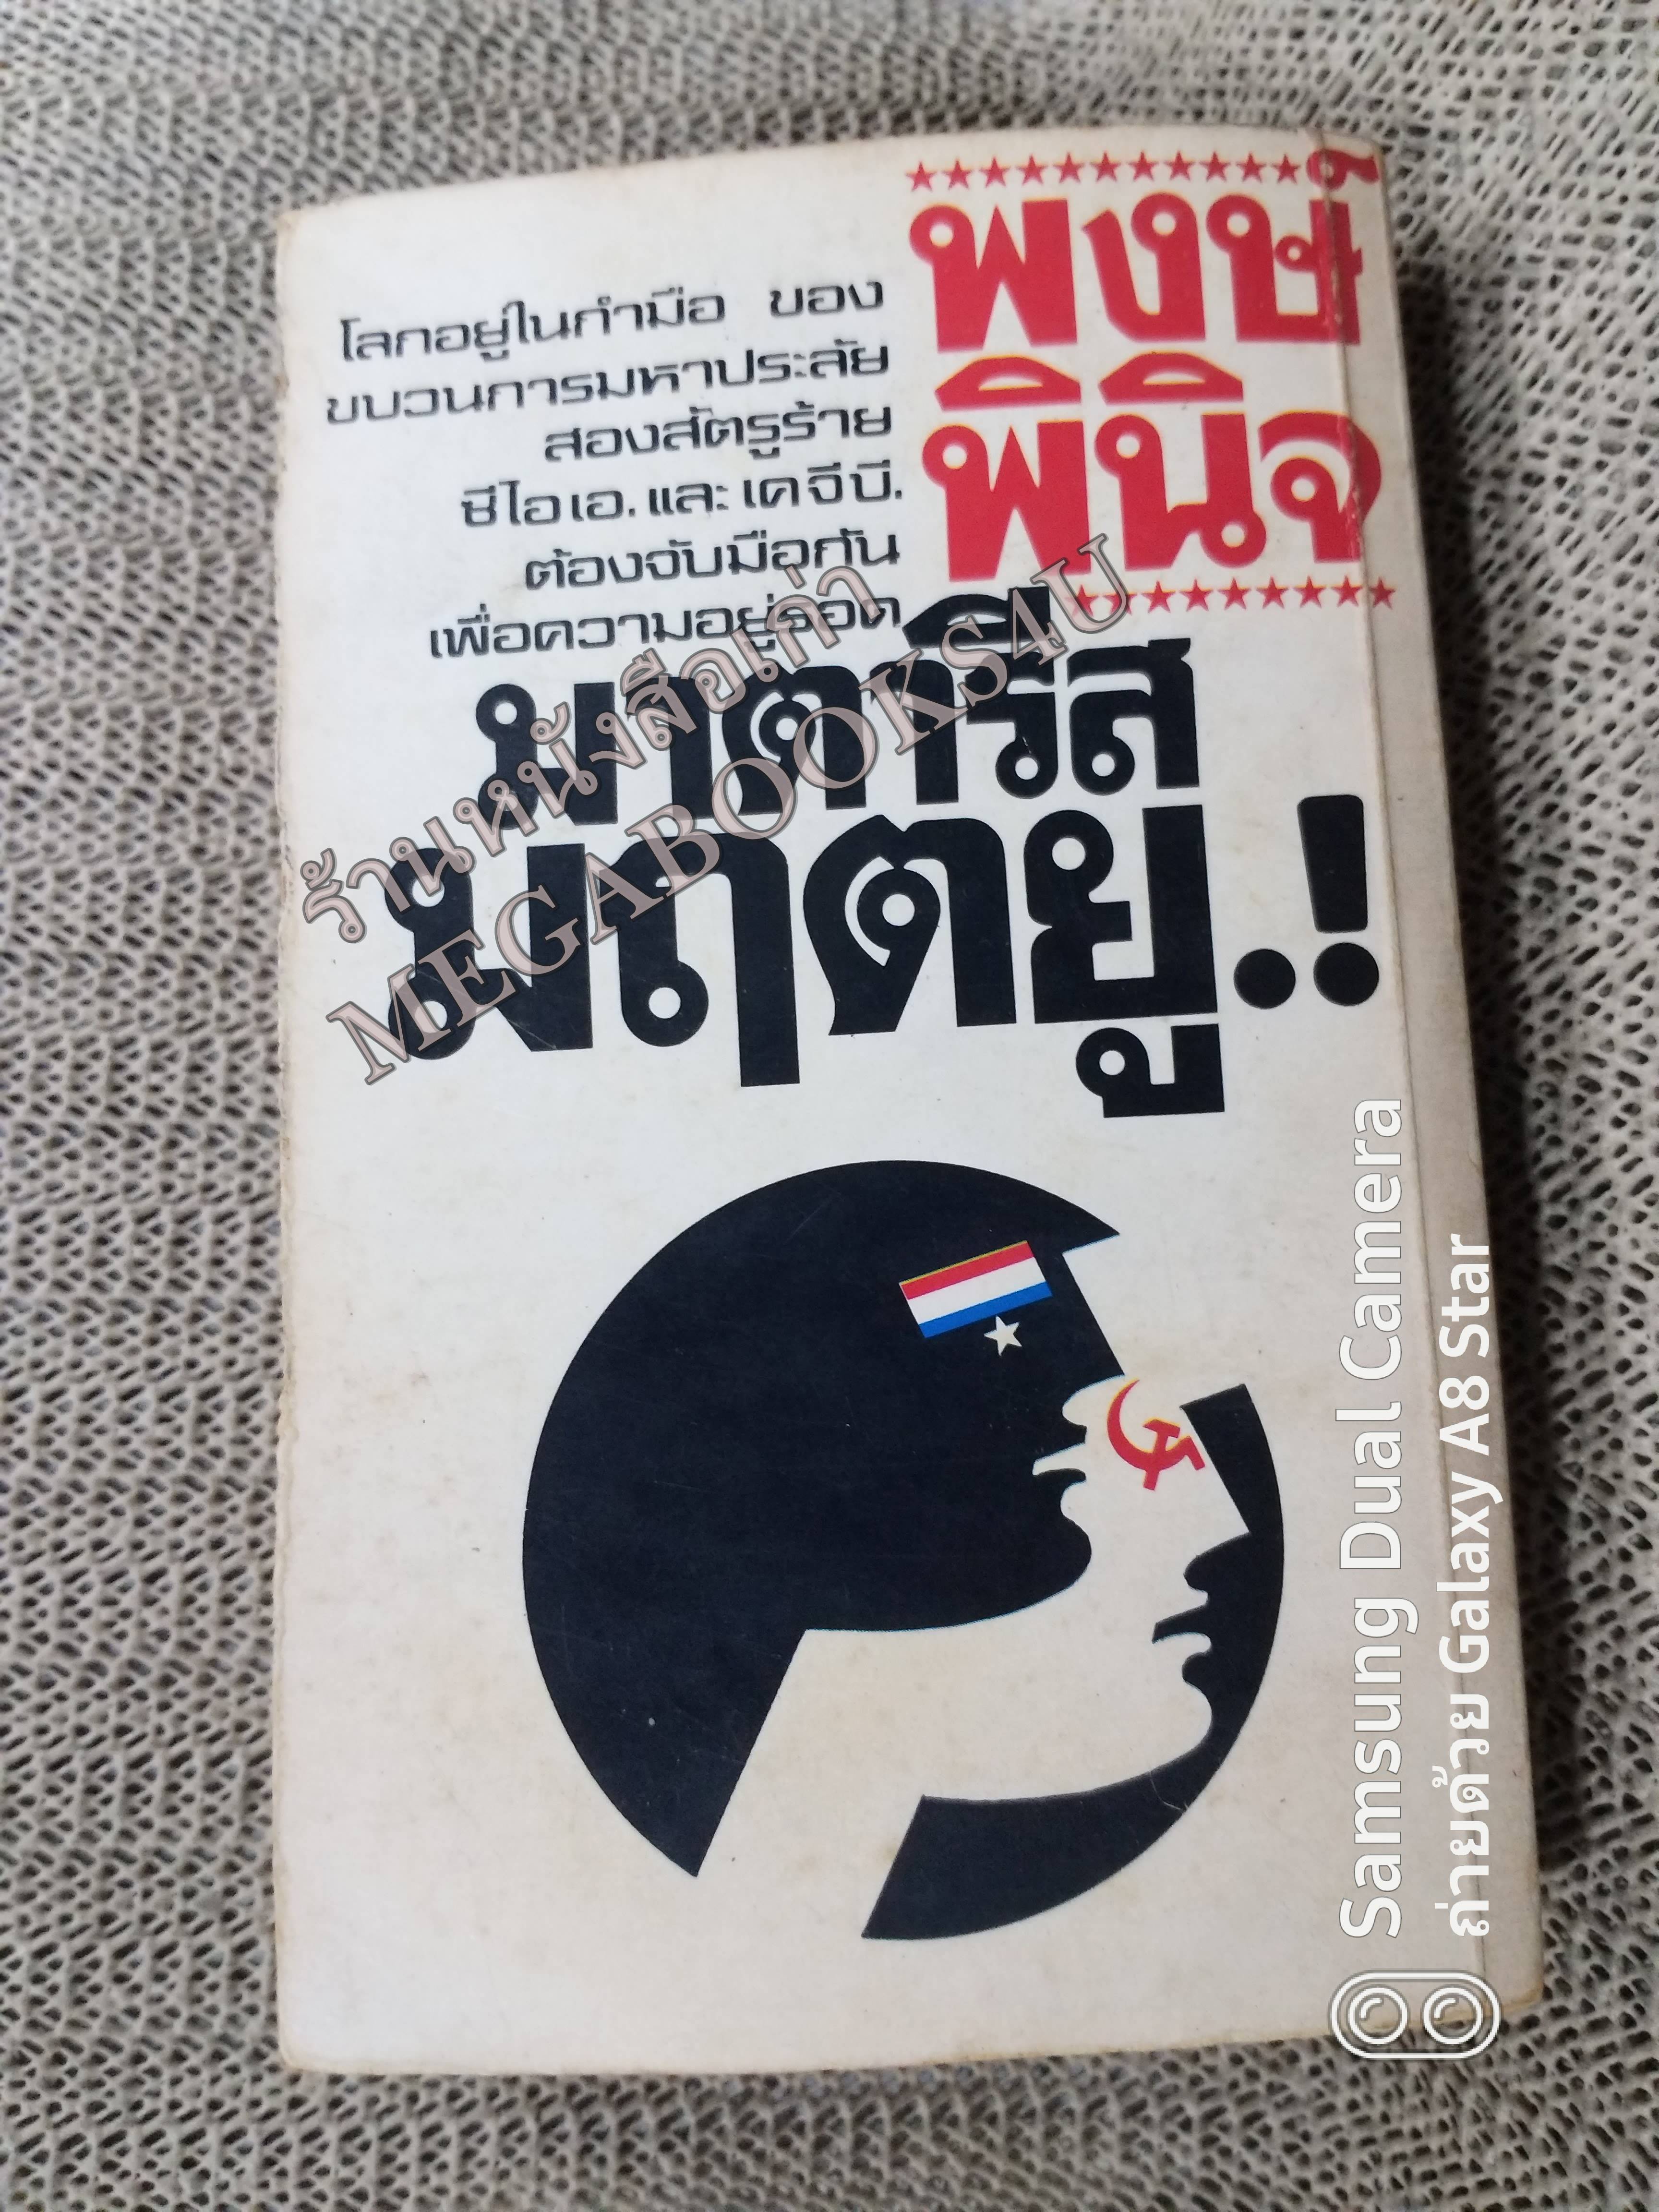 พงษ์
พินิจ
โลกอยู่ในกำมือ ของ
ขบวนการมหาประลัย
สองสัตรูร้าย
ซีไอเอ. และ เคจีบี.
ต้องจับมือกัน
เพื่อความอยู่รอด
มาตารีส
มฤตยู.!
ร้านหนังสือเก่า
MEGABOOKS4U
Samsung Dual Camera
ถ่ายด้วย Galaxy A8 Star